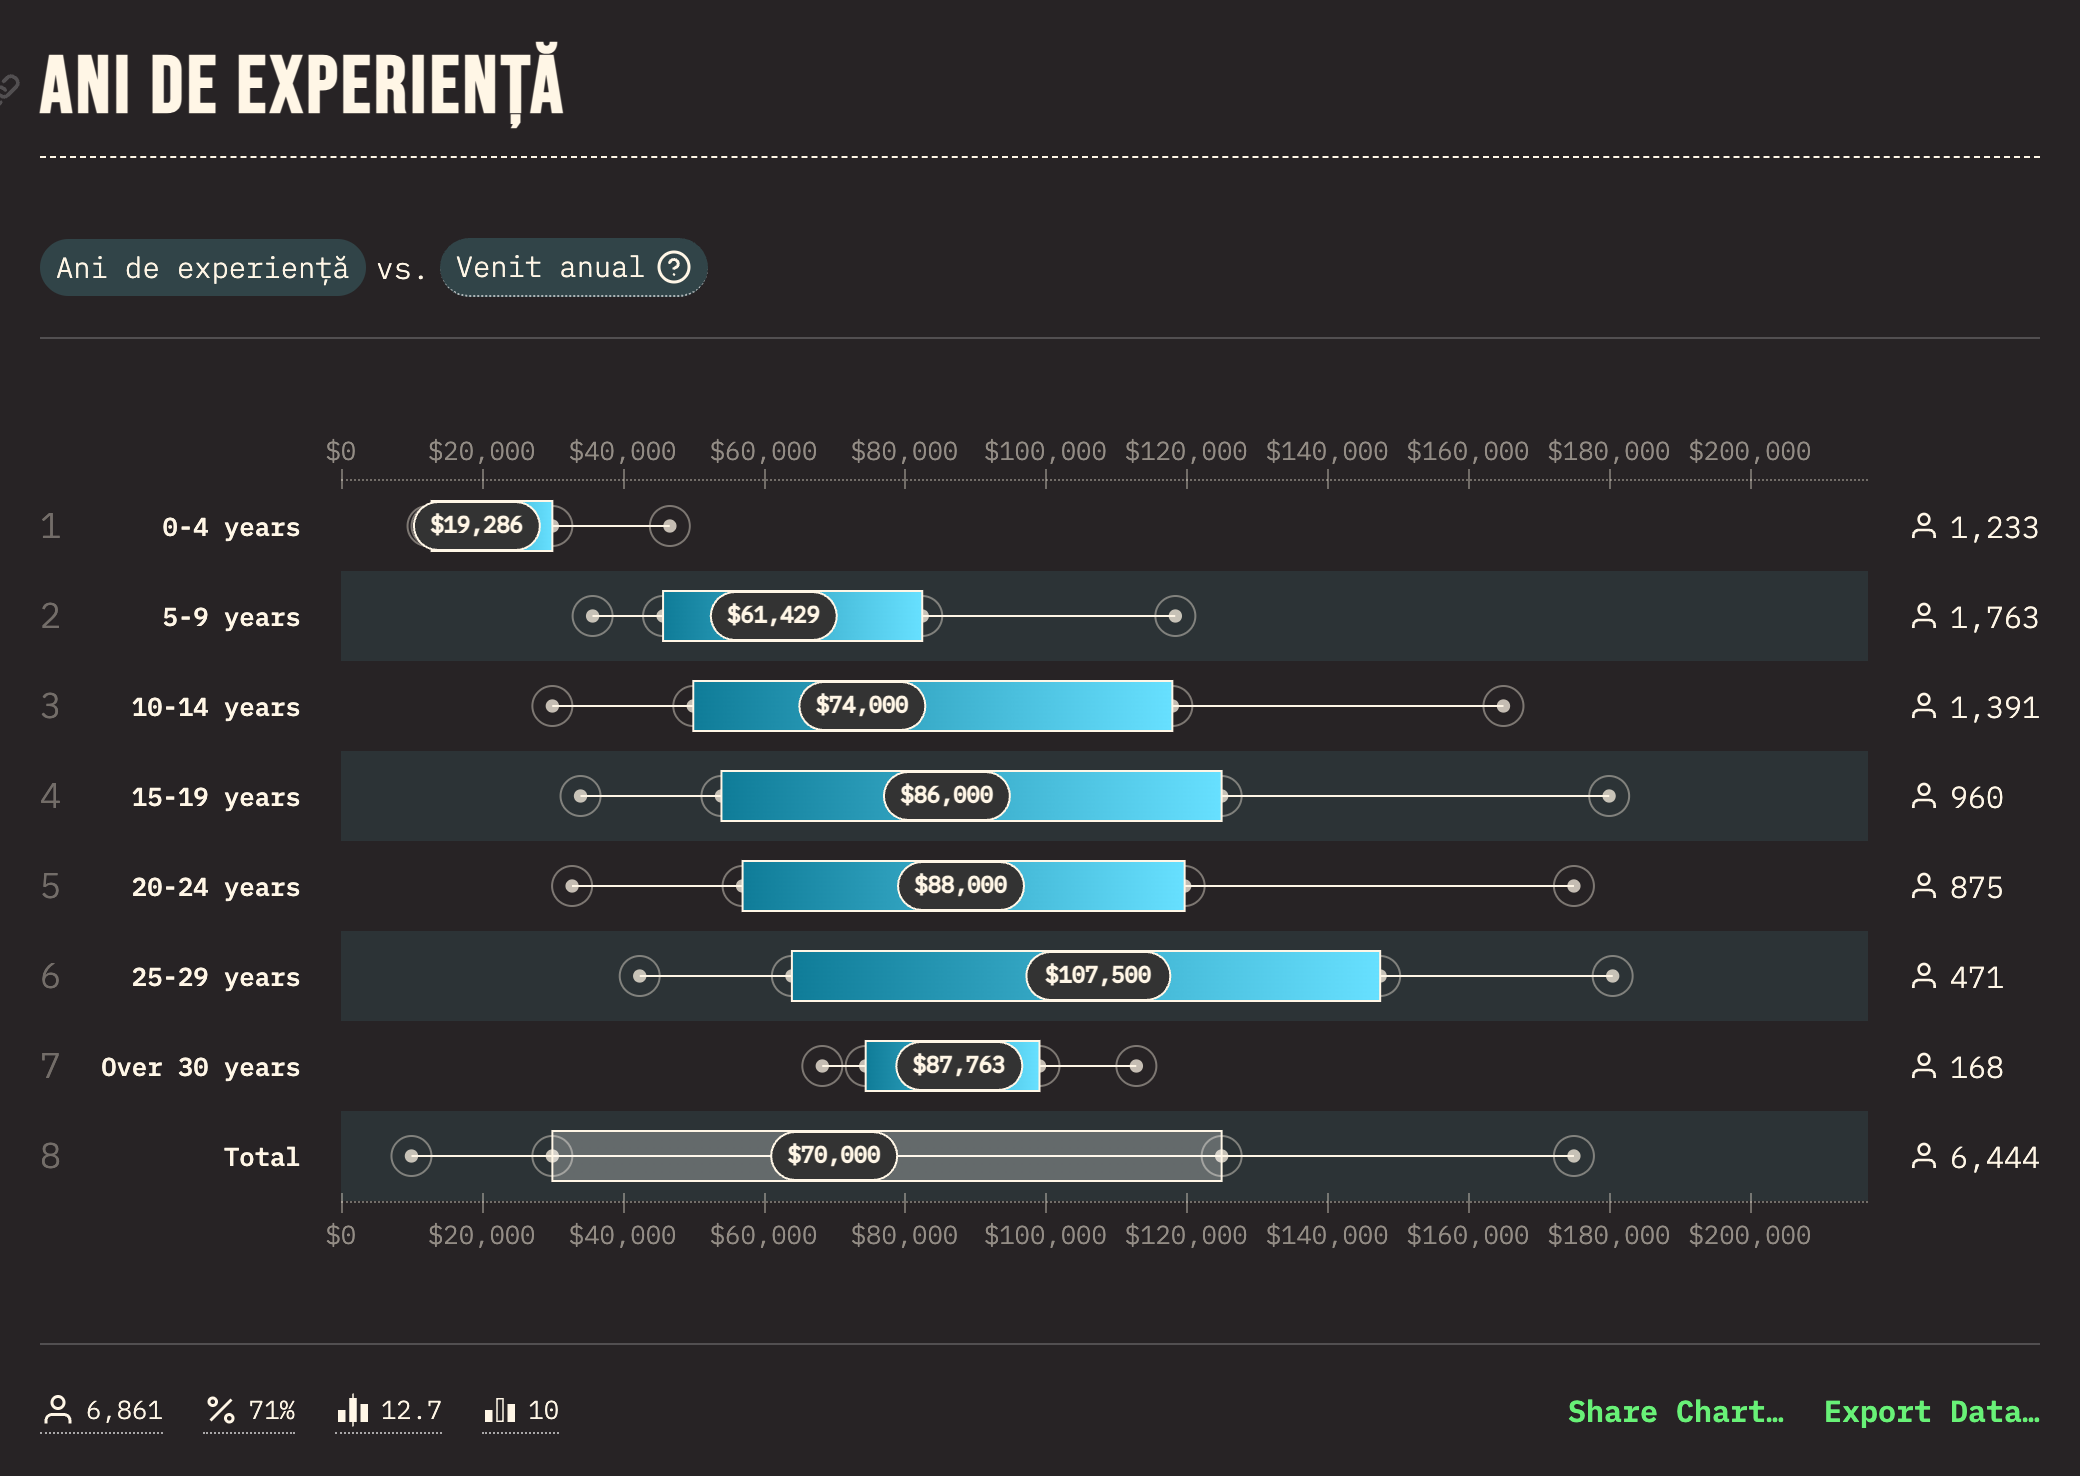 ANI DE EXPERIENȚĂ
Ani de experiență vs. Venit anual ?
$0 $20,000 $40,000 $60,000 $80,000 $100,000 $120,000 $140,000 $160,000 $180,000 $200,000
1 0-4 years $19,286 1,233
2 5-9 years $61,429 1,763
3 10-14 years $74,000 1,391
4 15-19 years $86,000 960
5 20-24 years $88,000 875
6 25-29 years $107,500 471
7 Over 30 years $87,763 168
8 Total $70,000 6,444
$0 $20,000 $40,000 $60,000 $80,000 $100,000 $120,000 $140,000 $160,000 $180,000 $200,000
6,861 % 71% 12.7 10 Share Chart… Export Data…